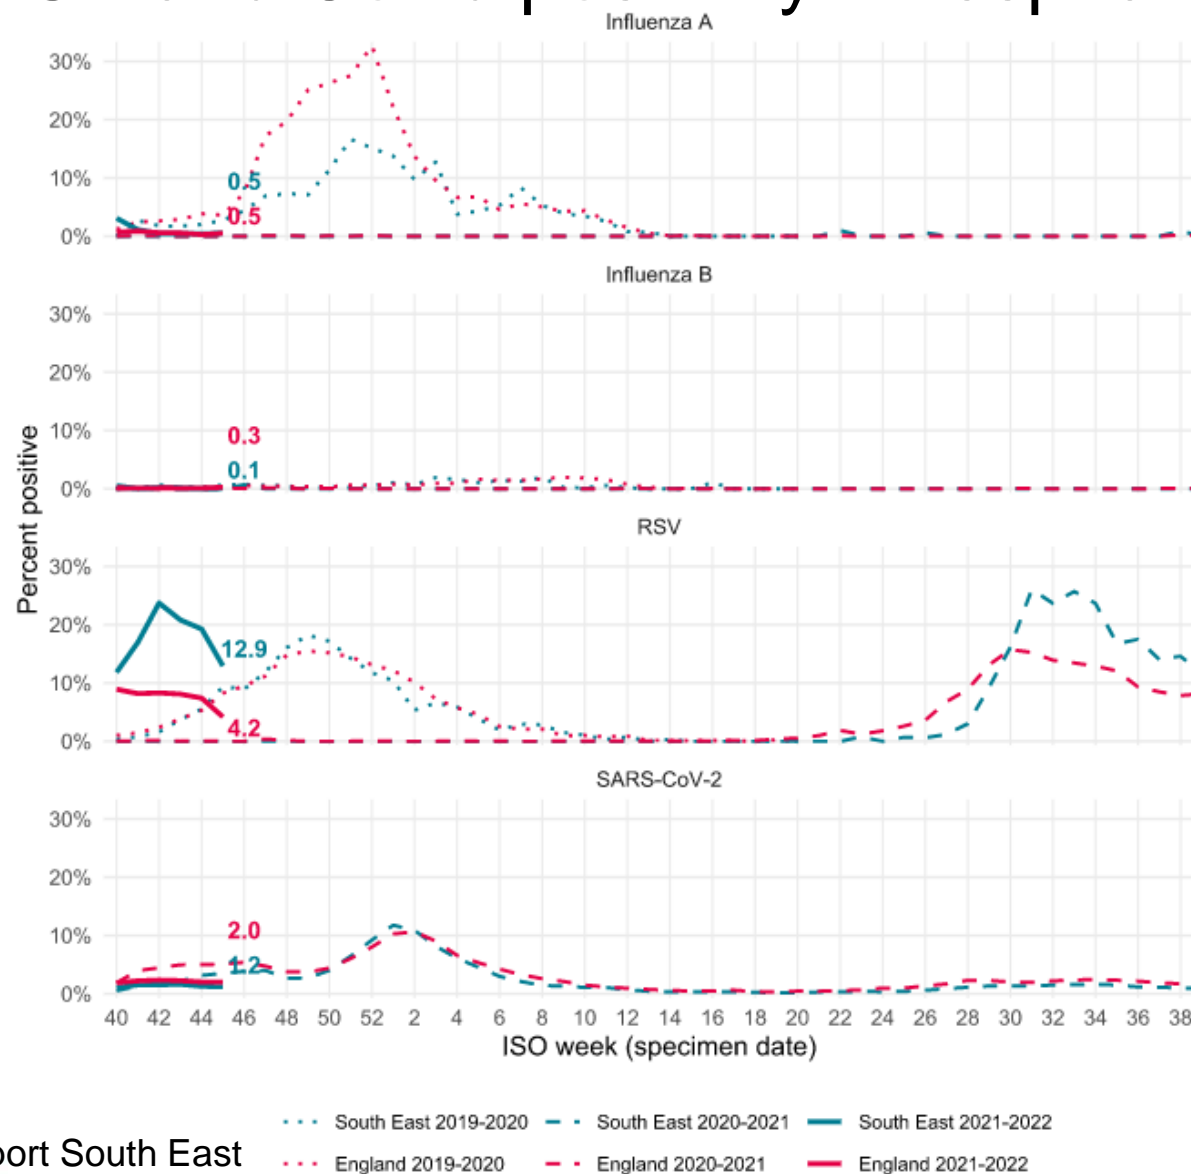 Influenza A
30%
20%
10%
0%
0.5
0.5
Influenza B
30%
20%
10%
0%
0.3
0.1
Percent positive
RSV
30%
20%
10%
0%
12.9
4.2
SARS-CoV-2
30%
20%
10%
0%
2.0
1.2
40 42 44 46 48 50 52 2 4 6 8 10 12 14 16 18 20 22 24 26 28 30 32 34 36 38
ISO week (specimen date)
South East 2019-2020 South East 2020-2021 South East 2021-2022
England 2019-2020 England 2020-2021 England 2021-2022
South East